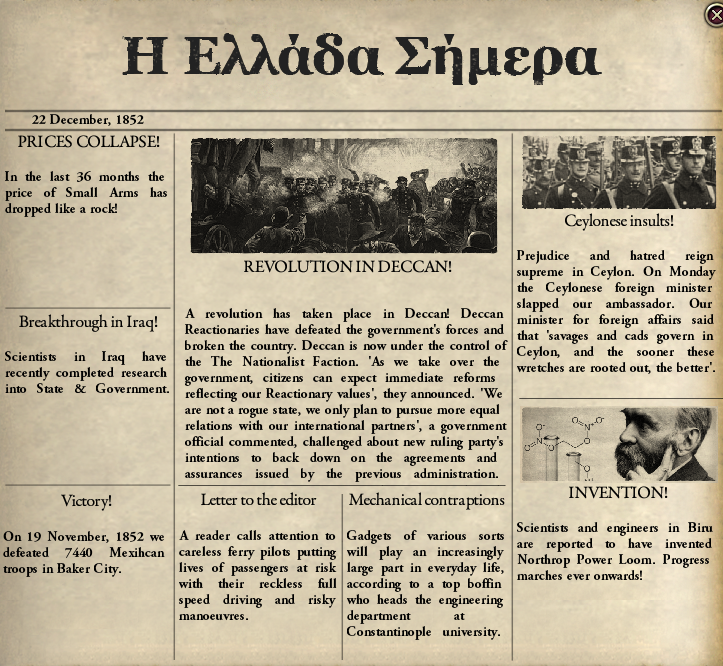 Η Ελλάδα Σήμερα
22 December, 1852
PRICES COLLAPSE!
In the last 36 months the
price of Small Arms has
dropped like a rock!
Breakthrough in Iraq!
Scientists in Iraq have
recently completed research
into State & Government.
Victory!
On 19 November, 1852 we
defeated 7440 Mexihcan
troops in Baker City.
REVOLUTION IN DECCAN!
A revolution has taken place in Deccan! Deccan
Reactionaries have defeated the government's forces and
broken the country. Deccan is now under the control of
the The Nationalist Faction. 'As we take over the
government, citizens can expect immediate reforms
reflecting our Reactionary values', they announced. 'We
are not a rogue state, we only plan to pursue more equal
relations with our international partners', a government
official commented, challenged about new ruling party's
intentions to back down on the agreements and
assurances issued by the previous administration.
Letter to the editor
A reader calls attention to
careless ferry pilots putting
lives of passengers at risk
with their reckless full
speed driving and risky
manoeuvres.
Mechanical contraptions
Gadgets of various sorts
will play an increasingly
large part in everyday life,
according to a top boffin
who heads the engineering
department at
Constantinople university.
Ceylonese insults!
Prejudice and hatred reign
supreme in Ceylon. On Monday
the Ceylonese foreign minister
slapped our ambassador. Our
minister for foreign affairs said
that 'savages and cads govern in
Ceylon, and the sooner these
wretches are rooted out, the better'.
INVENTION!
Scientists and engineers in Biru
are reported to have invented
Northrop Power Loom. Progress
marches ever onwards!